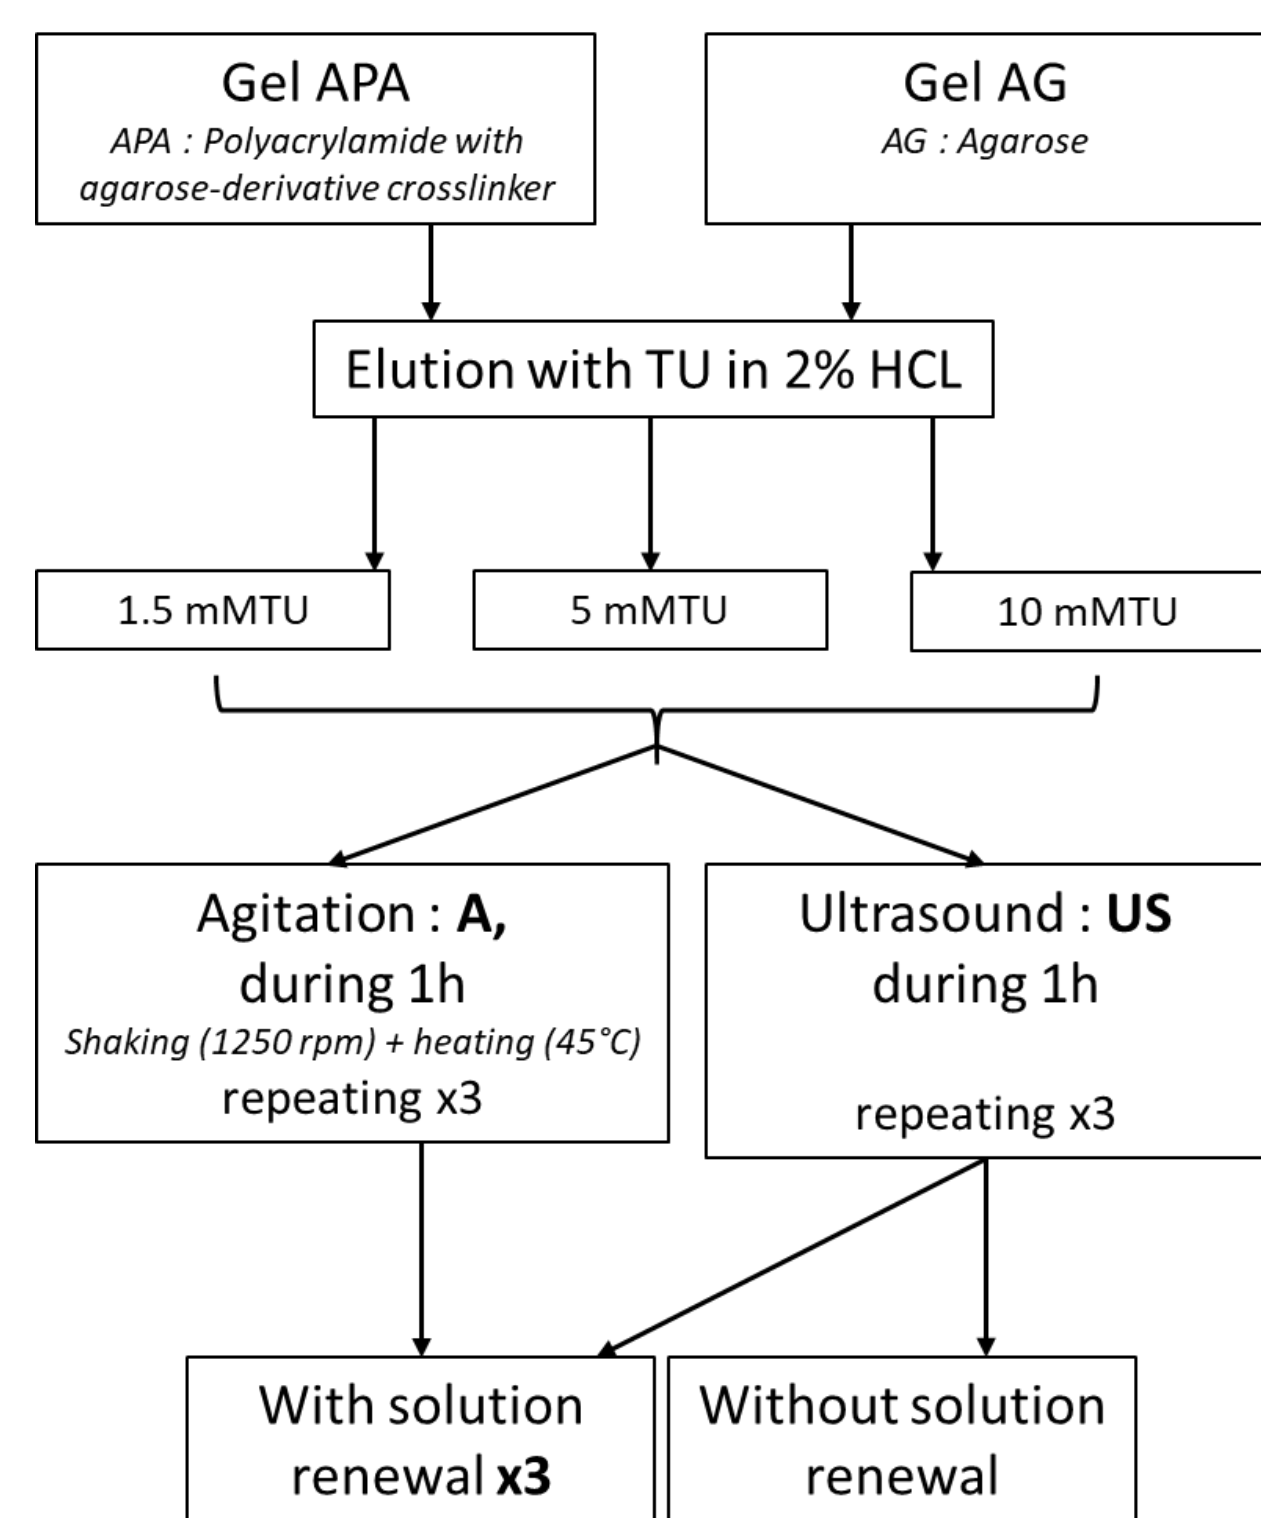 Gel APA
APA : Polyacrylamide with
agarose-derivative crosslinker
Gel AG
AG : Agarose
Elution with TU in 2% HCL
1.5 mMTU
5 mMTU
10 mMTU
Agitation : A,
during 1h
Shaking (1250 rpm) + heating (45°C)
repeating x3
Ultrasound : US
during 1h
repeating x3
With solution
renewal x3
Without solution
renewal